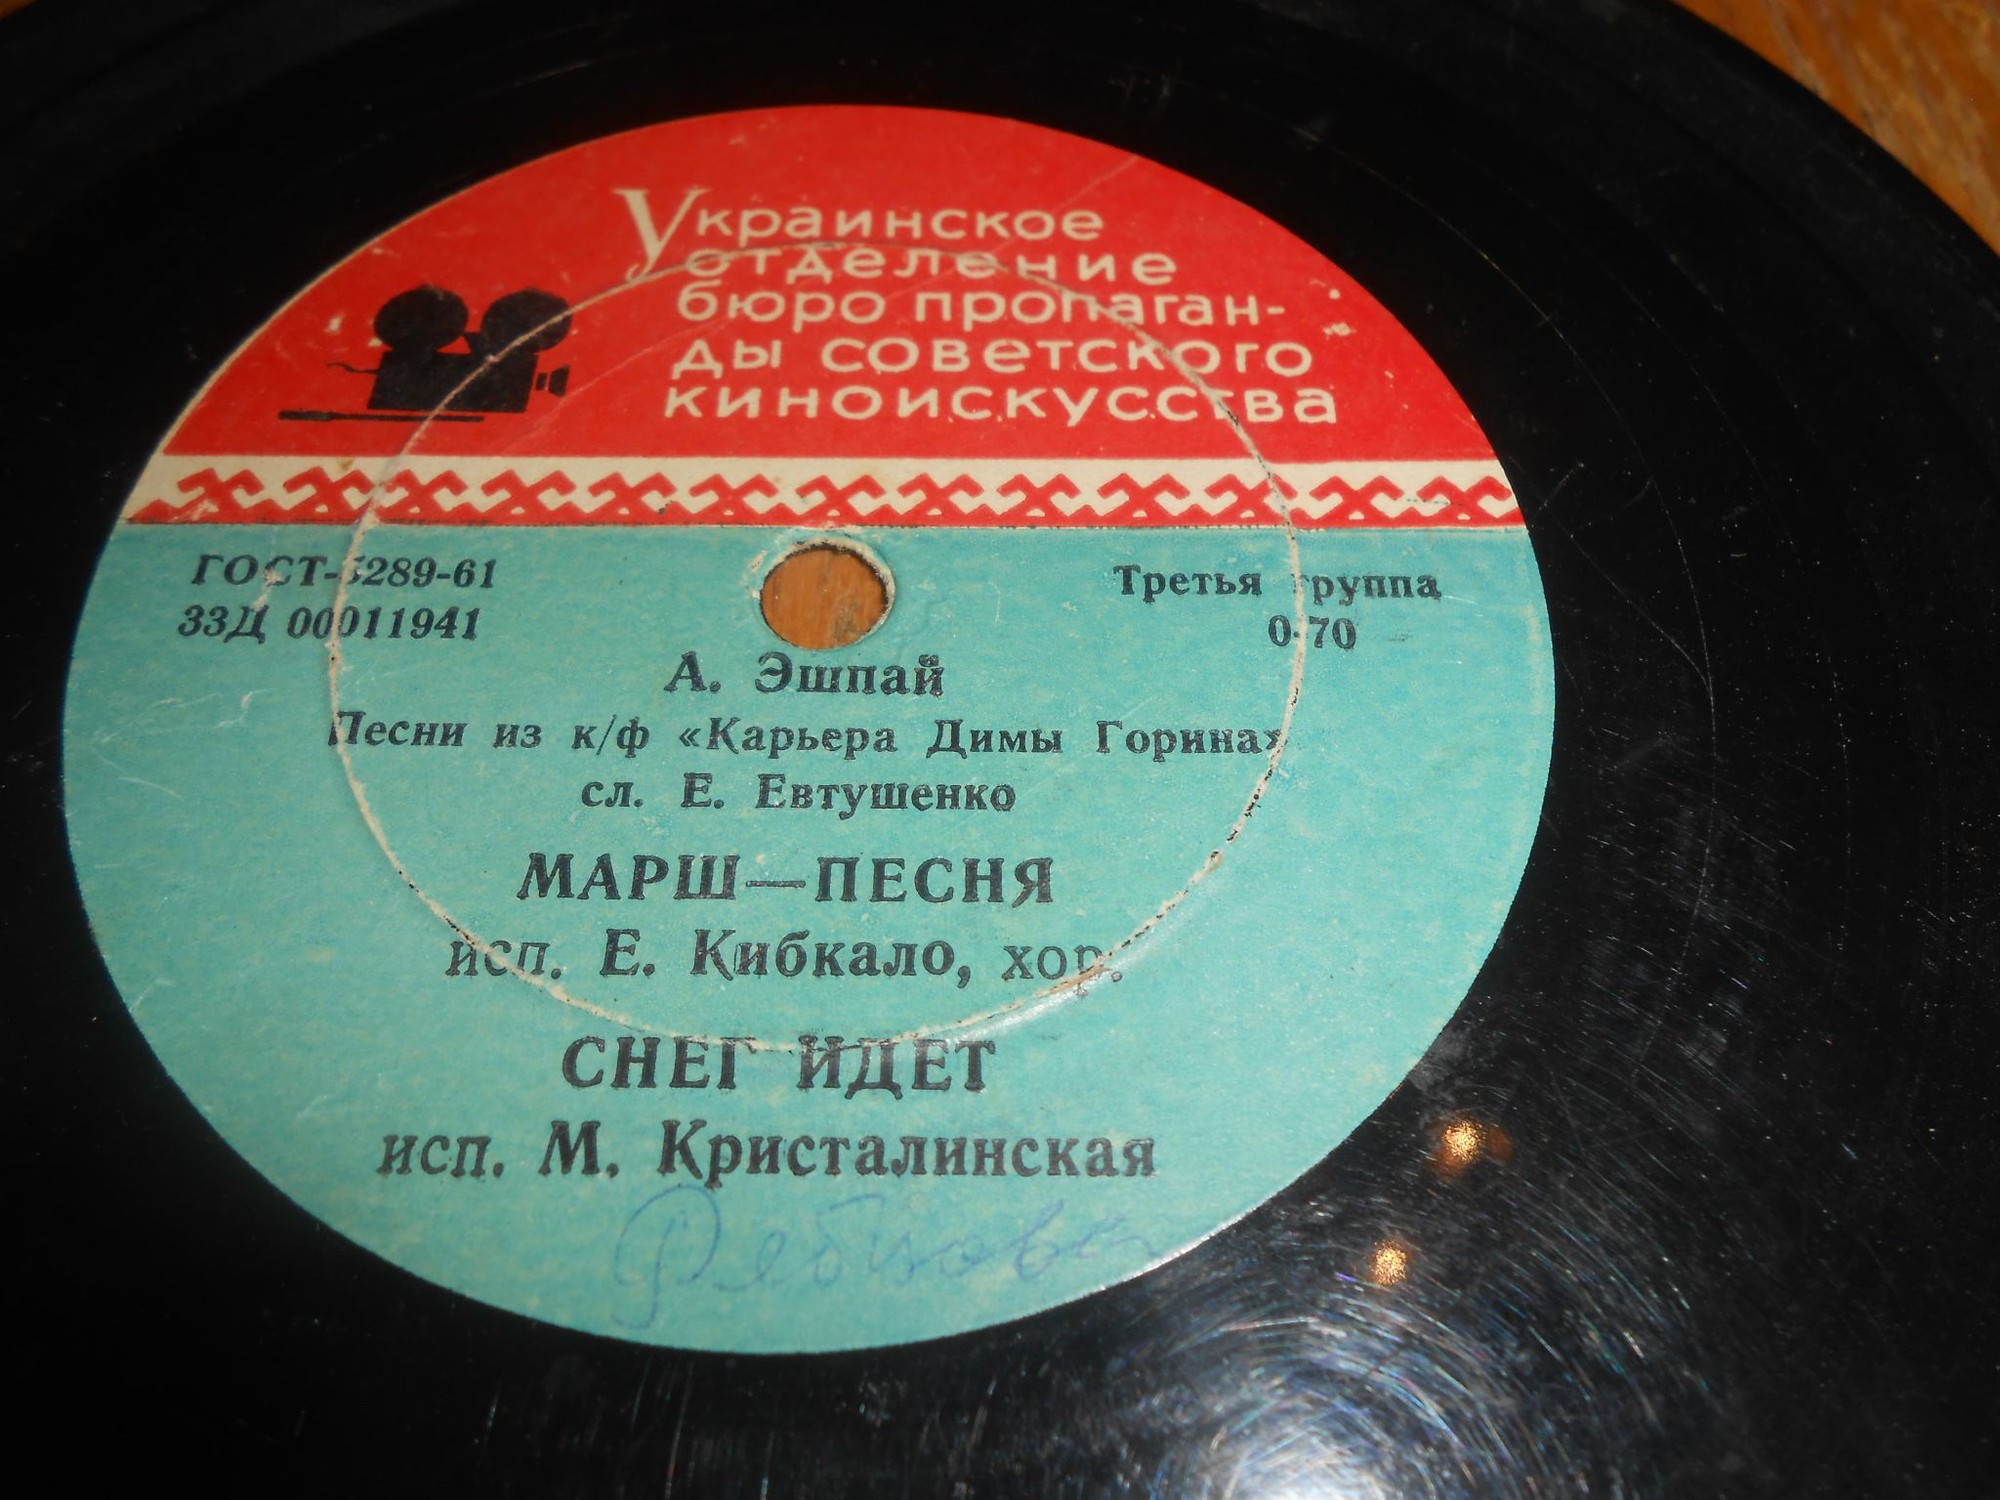 Украинское
отделение
бюро пропаган-
ды советского
киноискусства
ГОСТ-5289-61
33Д 00011941
Третья группа
0-70
А. Эшпай
Песни из к/ф «Карьера Димы Горина»
сл. Е. Евтушенко
МАРШ—ПЕСНЯ
исп. Е. Кибкало, хор.
СНЕГ ИДЕТ
исп. М. Кристалинская